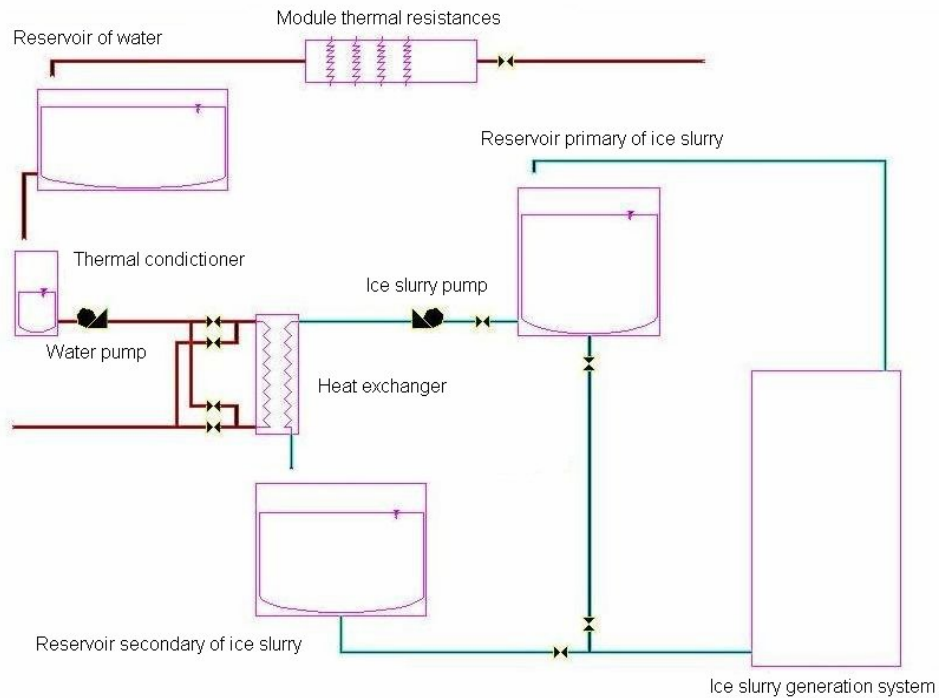 Module thermal resistances
Reservoir of water
Reservoir primary of ice slurry
Thermal condictioner
Ice slurry pump
Water pump
Heat exchanger
Reservoir secondary of ice slurry
Ice slurry generation system